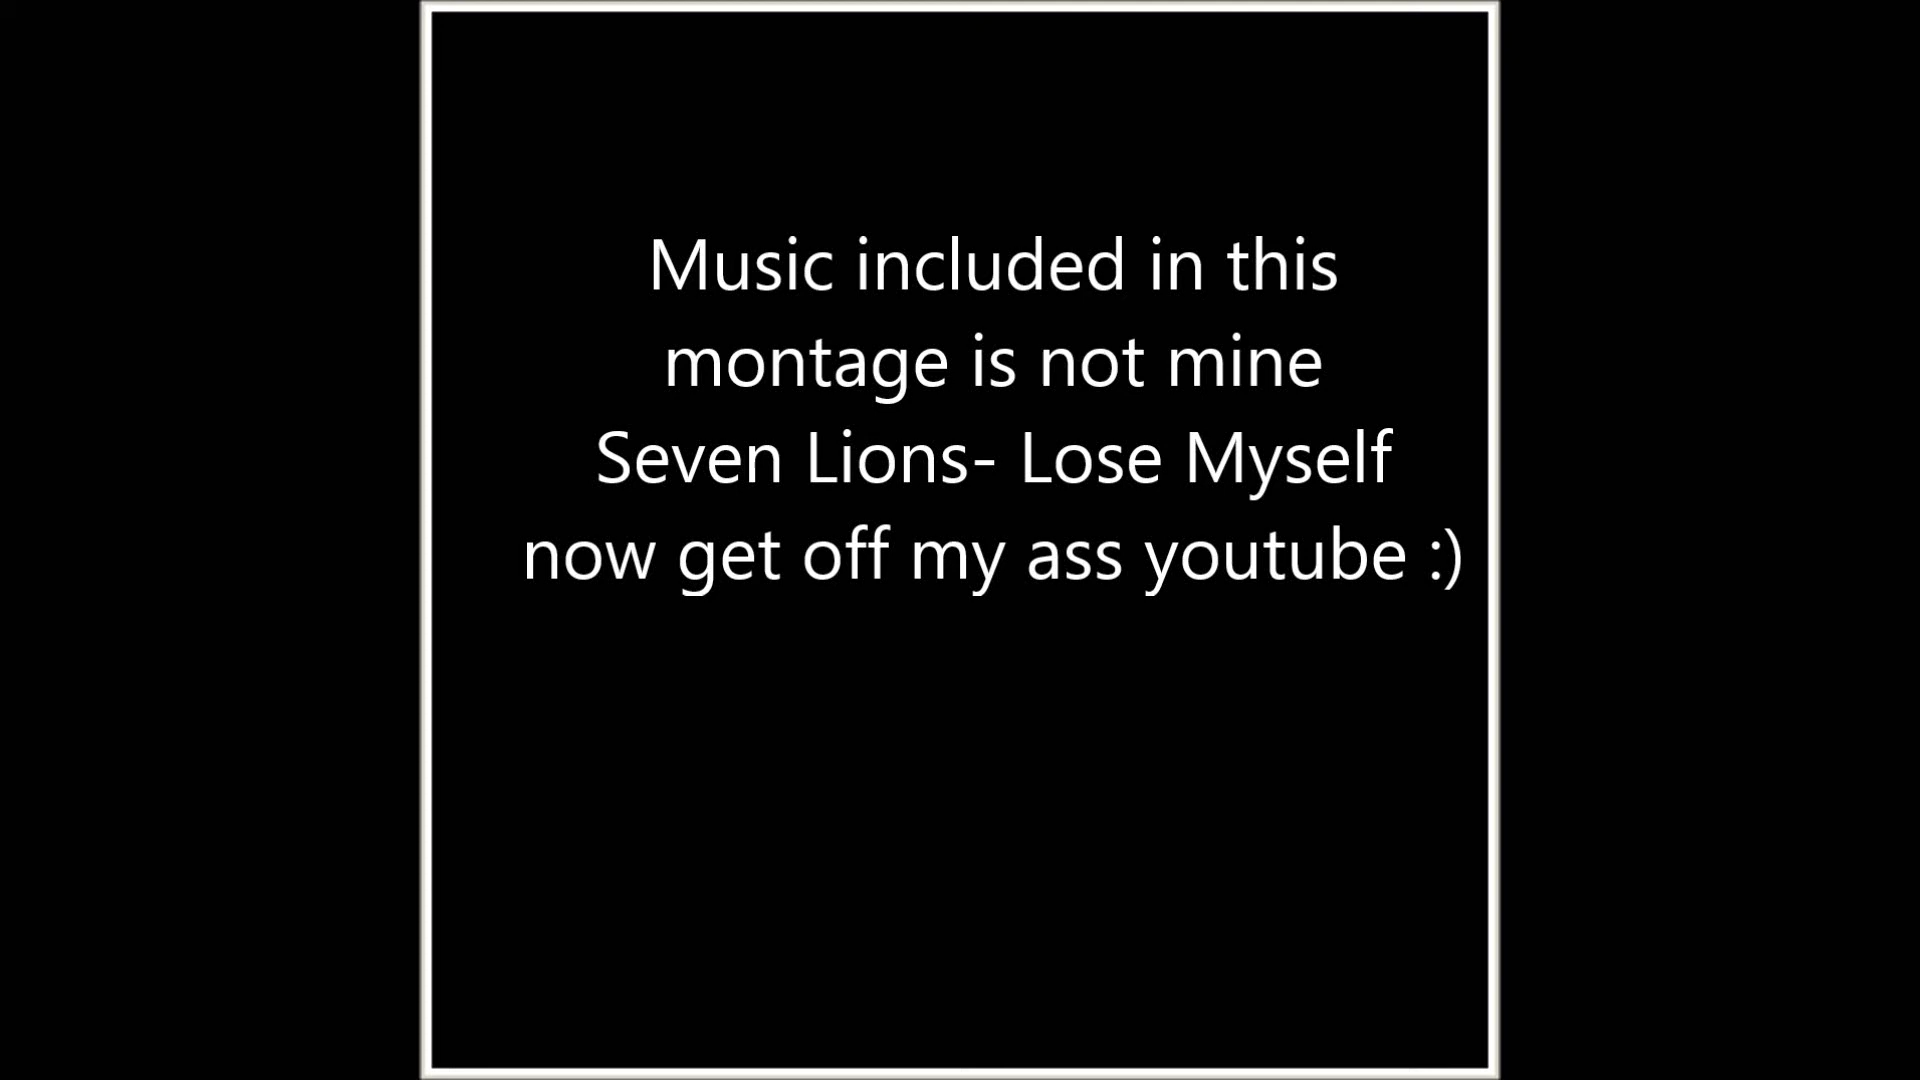 Music included in this
montage is not mine
Seven Lions- Lose Myself
now get off my ass youtube :)